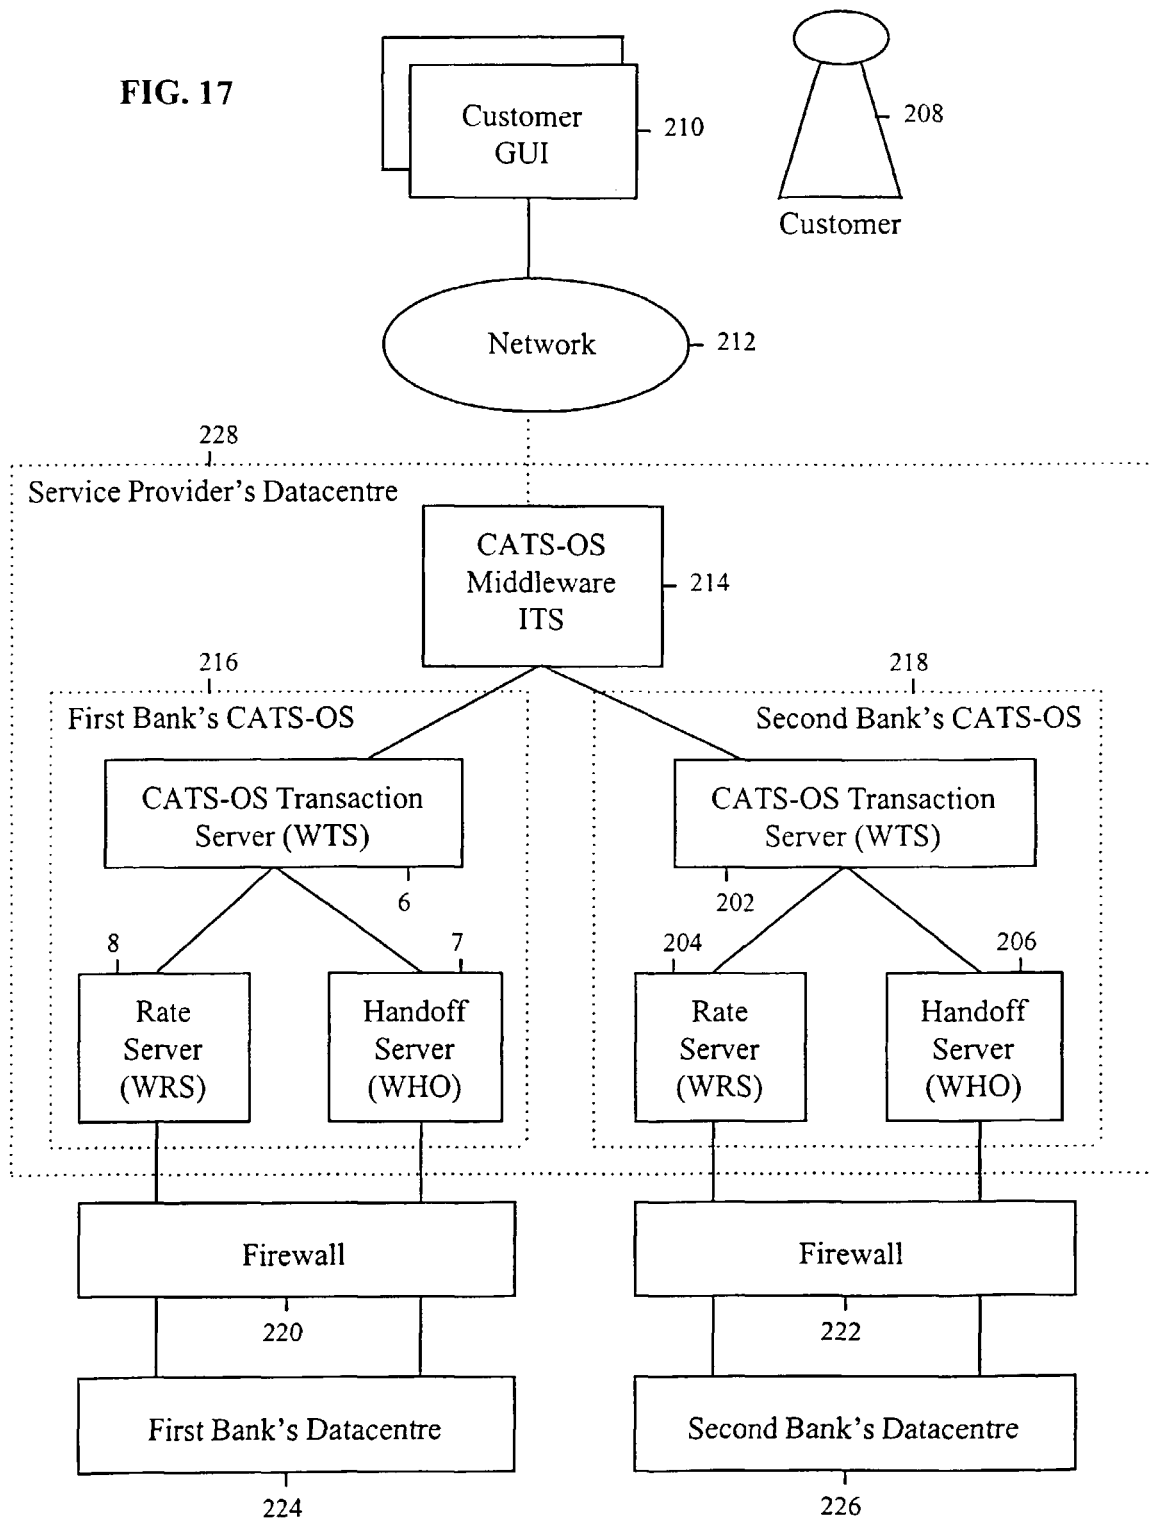 FIG. 17
Customer
GUI
210
208
Customer
Network
212
228
Service Provider's Datacentre
CATS-OS
Middleware
ITS
214
216
218
First Bank's CATS-OS
Second Bank's CATS-OS
CATS-OS Transaction
Server (WTS)
CATS-OS Transaction
Server (WTS)
6
202
8
7
204
206
Rate
Server
(WRS)
Handoff
Server
(WHO)
Rate
Server
(WRS)
Handoff
Server
(WHO)
Firewall
Firewall
220
222
First Bank's Datacentre
Second Bank's Datacentre
224
226